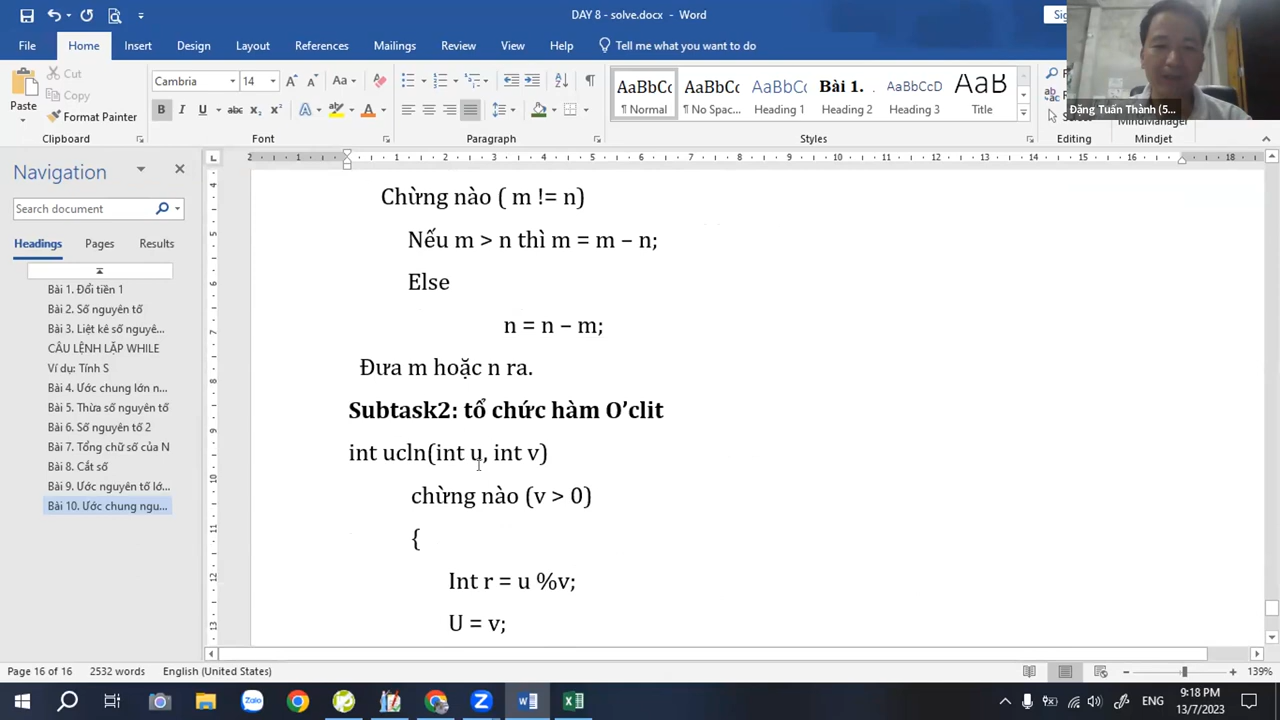 DAY 8 - solve.docx - Word
File Home Insert Design Layout References Mailings Review View Help Tell me what you want to do
Đặng Tuấn Thành (5...
Paste Cut Copy Format Painter
Cambria 14
AaBbCc AaBbCc AaBbCc Bài 1. AaBbCcD AaB
¶ Normal ¶ No Spac... Heading 1 Heading 2 Heading 3 Title
MindManager
Clipboard Font Paragraph Styles Editing Mindjet
Navigation
Search document
Headings Pages Results
Bài 1. Đổi tiền 1
Bài 2. Số nguyên tố
Bài 3. Liệt kê số nguyê...
CÂU LỆNH LẶP WHILE
Ví dụ: Tính S
Bài 4. Ước chung lớn n...
Bài 5. Thừa số nguyên tố
Bài 6. Số nguyên tố 2
Bài 7. Tổng chữ số của N
Bài 8. Cắt số
Bài 9. Ước nguyên tố lớ...
Bài 10. Ước chung ngu...
Chừng nào ( m != n)
Nếu m > n thì m = m – n;
Else
n = n – m;
Đưa m hoặc n ra.
Subtask2: tổ chức hàm O’clit
int ucln(int u, int v)
chừng nào (v > 0)
{
Int r = u %v;
U = v;
Page 16 of 16 2532 words English (United States) 139%
Zalo ENG 9:18 PM
13/7/2023